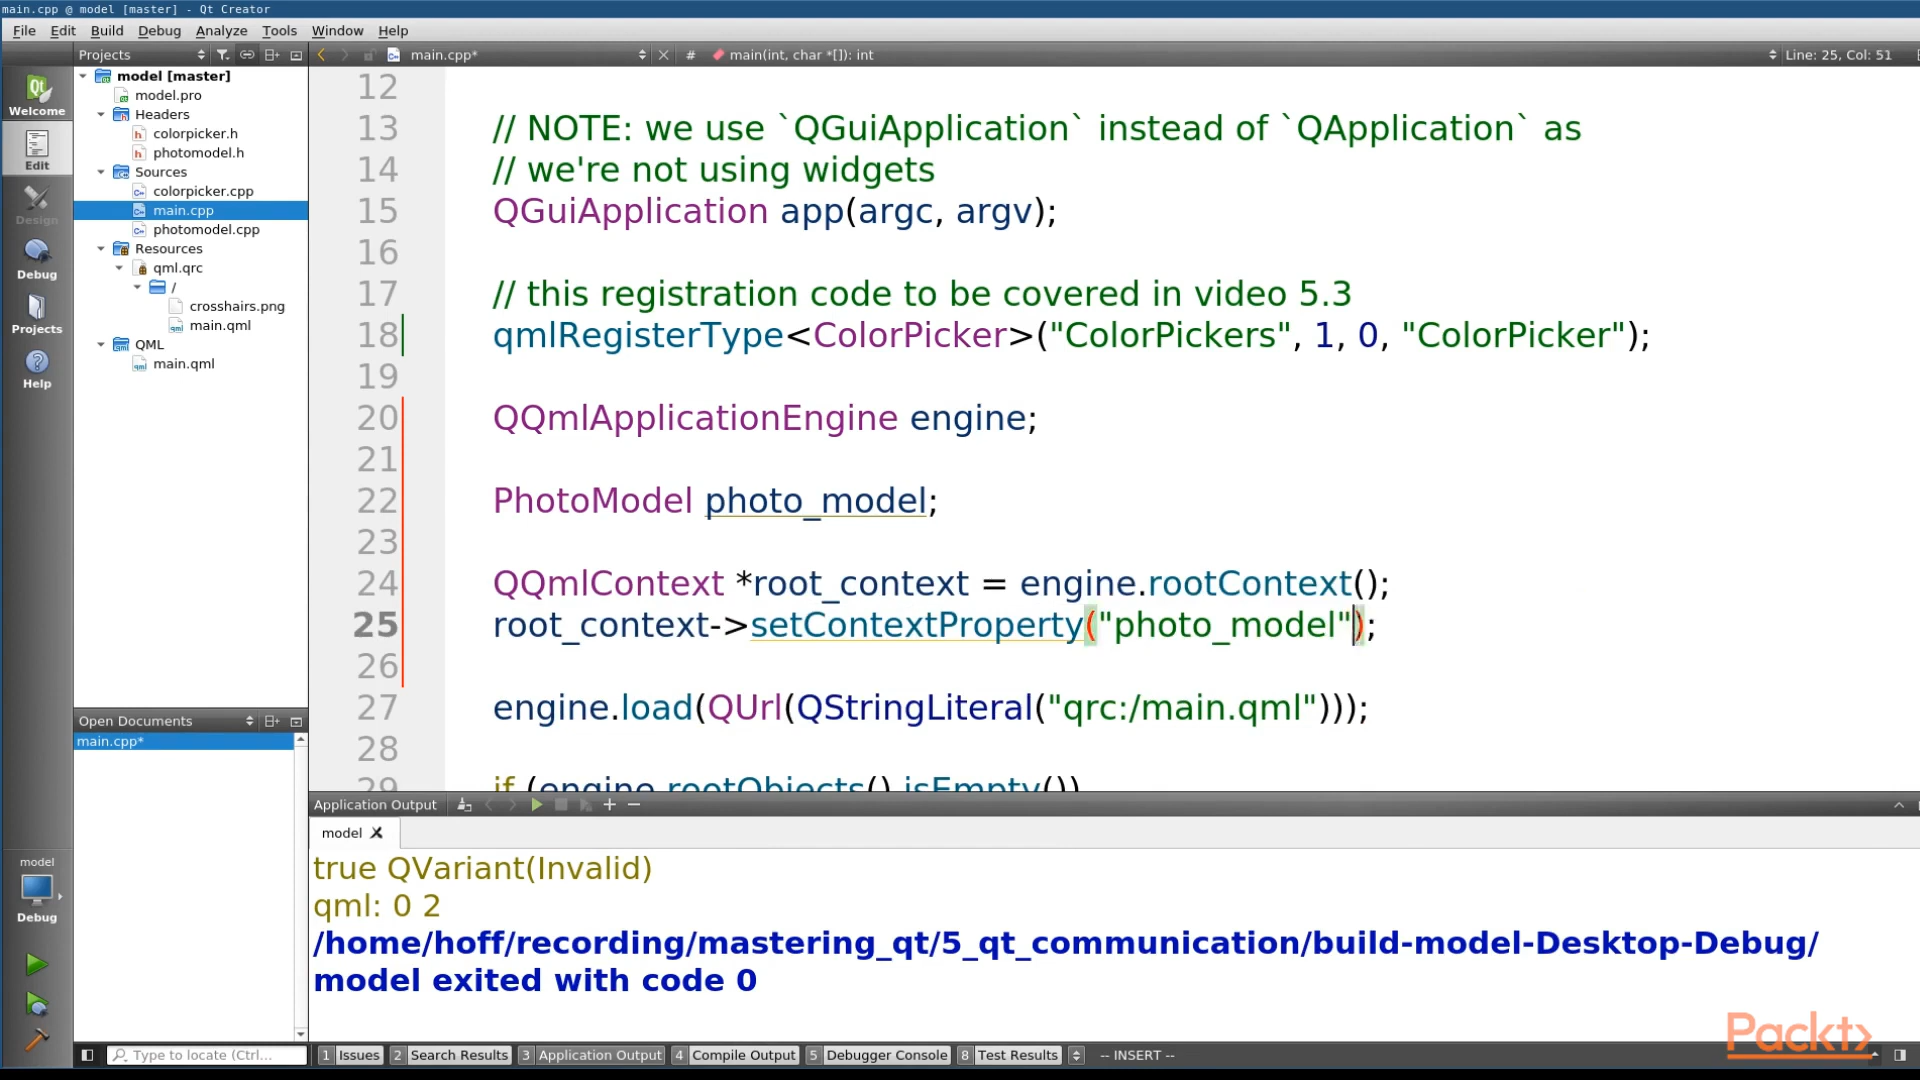 main.cpp @ model [master] - Qt Creator
File Edit Build Debug Analyze Tools Window Help
Projects main.cpp* # main(int, char *[]): int Line: 25, Col: 51
Welcome
Edit
Design
Debug
Projects
Help
model [master]
model.pro
Headers
colorpicker.h
photomodel.h
Sources
colorpicker.cpp
main.cpp
photomodel.cpp
Resources
qml.qrc
/
crosshairs.png
main.qml
QML
main.qml
Open Documents
main.cpp*
12
13 // NOTE: we use `QGuiApplication` instead of `QApplication` as
14 // we're not using widgets
15 QGuiApplication app(argc, argv);
16
17 // this registration code to be covered in video 5.3
18 qmlRegisterType<ColorPicker>("ColorPickers", 1, 0, "ColorPicker");
19
20 QQmlApplicationEngine engine;
21
22 PhotoModel photo_model;
23
24 QQmlContext *root_context = engine.rootContext();
25 root_context->setContextProperty("photo_model");
26
27 engine.load(QUrl(QStringLiteral("qrc:/main.qml")));
28
29 if (engine.rootObjects().isEmpty())
Application Output
model
true QVariant(Invalid)
qml: 0 2
/home/hoff/recording/mastering_qt/5_qt_communication/build-model-Desktop-Debug/
model exited with code 0
model
Debug
Packt>
Type to locate (Ctrl... 1 Issues 2 Search Results 3 Application Output 4 Compile Output 5 Debugger Console 8 Test Results -- INSERT --